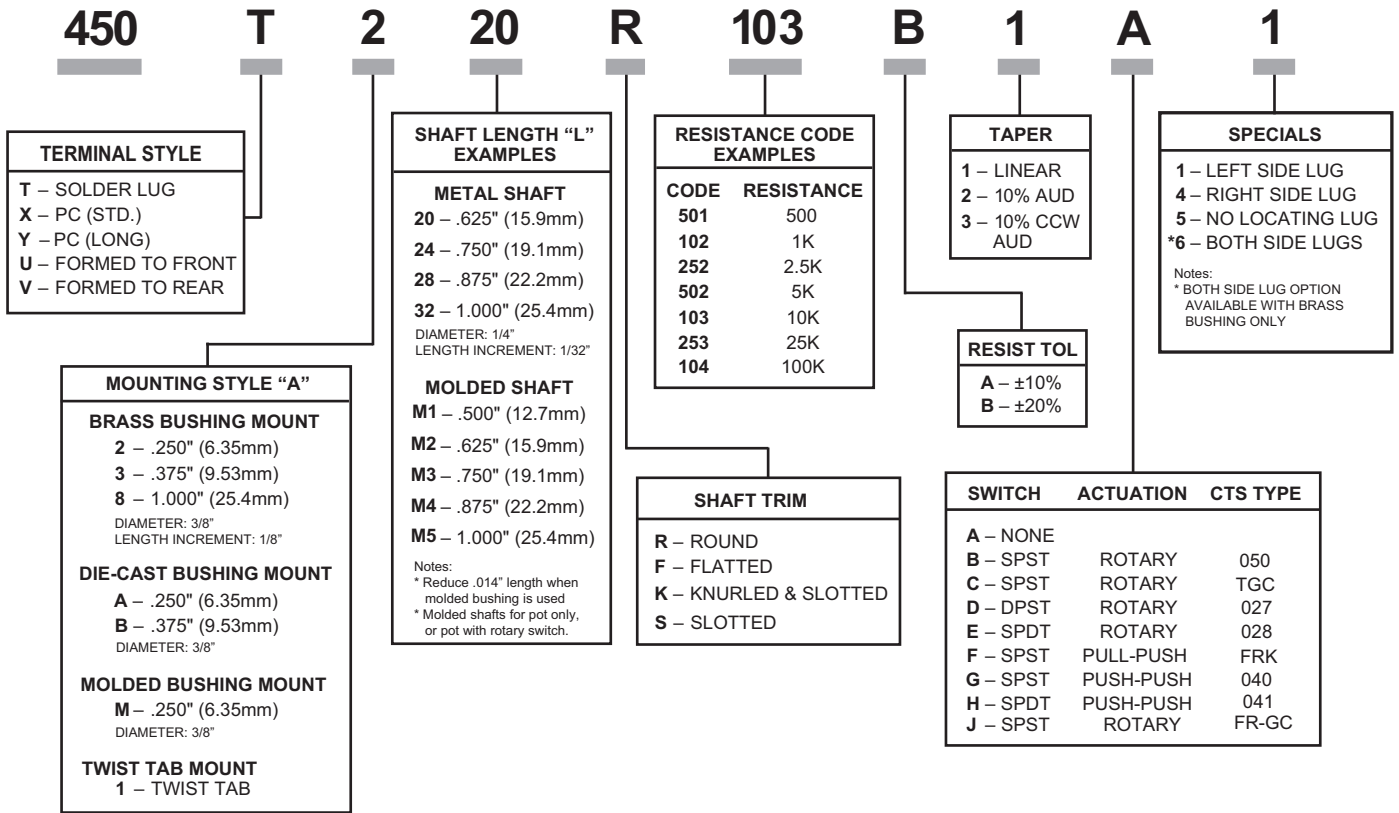 450 T 2 20 R 103 B 1 A 1
TERMINAL STYLE
T – SOLDER LUG
X – PC (STD.)
Y – PC (LONG)
U – FORMED TO FRONT
V – FORMED TO REAR
MOUNTING STYLE “A”
BRASS BUSHING MOUNT
2 – .250" (6.35mm)
3 – .375" (9.53mm)
8 – 1.000" (25.4mm)
DIAMETER: 3/8”
LENGTH INCREMENT: 1/8”
DIE-CAST BUSHING MOUNT
A – .250" (6.35mm)
B – .375" (9.53mm)
DIAMETER: 3/8”
MOLDED BUSHING MOUNT
M – .250" (6.35mm)
DIAMETER: 3/8”
TWIST TAB MOUNT
1 – TWIST TAB
SHAFT LENGTH “L”
EXAMPLES
METAL SHAFT
20 – .625" (15.9mm)
24 – .750" (19.1mm)
28 – .875" (22.2mm)
32 – 1.000" (25.4mm)
DIAMETER: 1/4”
LENGTH INCREMENT: 1/32”
MOLDED SHAFT
M1 – .500" (12.7mm)
M2 – .625" (15.9mm)
M3 – .750" (19.1mm)
M4 – .875" (22.2mm)
M5 – 1.000" (25.4mm)
Notes:
* Reduce .014” length when
molded bushing is used
* Molded shafts for pot only,
or pot with rotary switch.
SHAFT TRIM
R – ROUND
F – FLATTED
K – KNURLED & SLOTTED
S – SLOTTED
RESISTANCE CODE
EXAMPLES
CODE RESISTANCE
501 500
102 1K
252 2.5K
502 5K
103 10K
253 25K
104 100K
RESIST TOL
A – ±10%
B – ±20%
TAPER
1 – LINEAR
2 – 10% AUD
3 – 10% CCW
AUD
SWITCH ACTUATION CTS TYPE
A – NONE
B – SPST ROTARY 050
C – SPST ROTARY TGC
D – DPST ROTARY 027
E – SPDT ROTARY 028
F – SPST PULL-PUSH FRK
G – SPST PUSH-PUSH 040
H – SPDT PUSH-PUSH 041
J – SPST ROTARY FR-GC
SPECIALS
1 – LEFT SIDE LUG
4 – RIGHT SIDE LUG
5 – NO LOCATING LUG
*6 – BOTH SIDE LUGS
Notes:
* BOTH SIDE LUG OPTION
AVAILABLE WITH BRASS
BUSHING ONLY